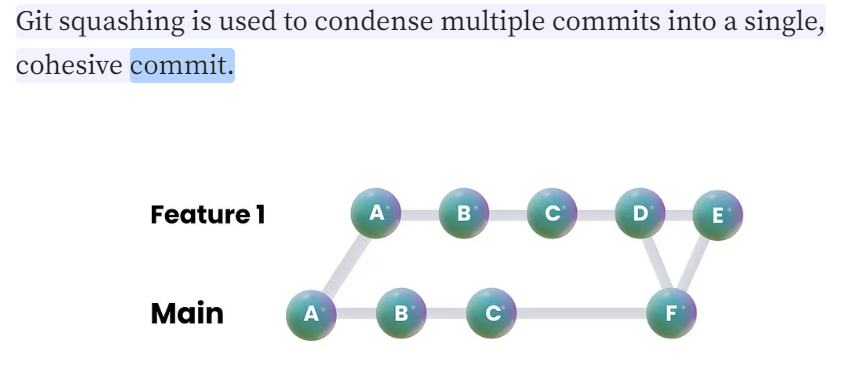 Git squashing is used to condense multiple commits into a single,
cohesive commit.
Feature 1 A B C D E
Main A B C F